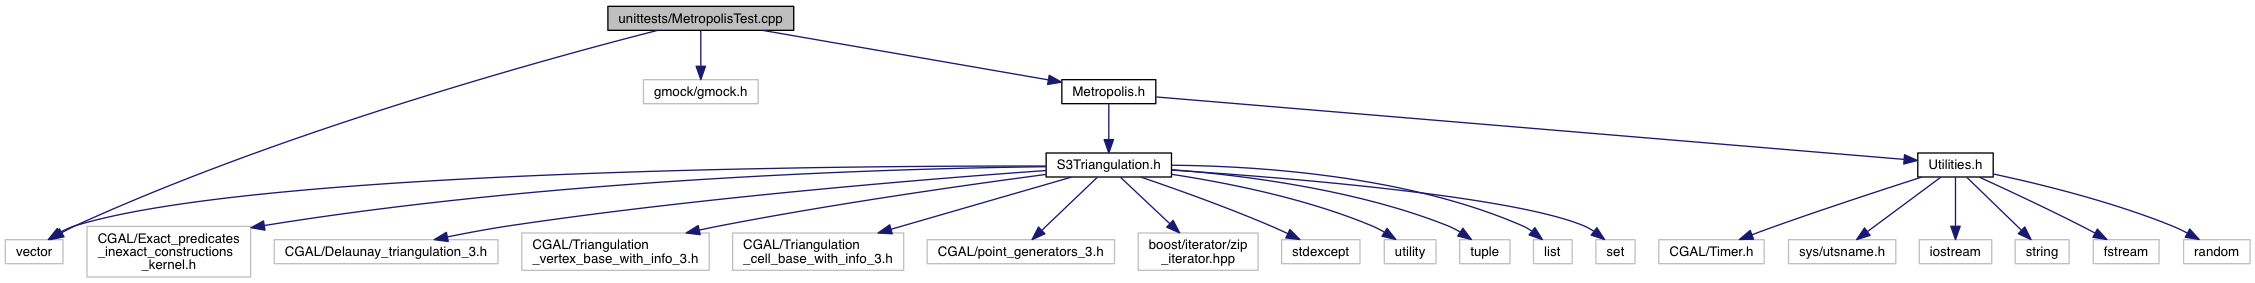 unittests/MetropolisTest.cpp
gmock/gmock.h
Metropolis.h
S3Triangulation.h
Utilities.h
vector
CGAL/Exact_predicates
_inexact_constructions
_kernel.h
CGAL/Delaunay_triangulation_3.h
CGAL/Triangulation
_vertex_base_with_info_3.h
CGAL/Triangulation
_cell_base_with_info_3.h
CGAL/point_generators_3.h
boost/iterator/zip
_iterator.hpp
stdexcept
utility
tuple
list
set
CGAL/Timer.h
sys/utsname.h
iostream
string
fstream
random